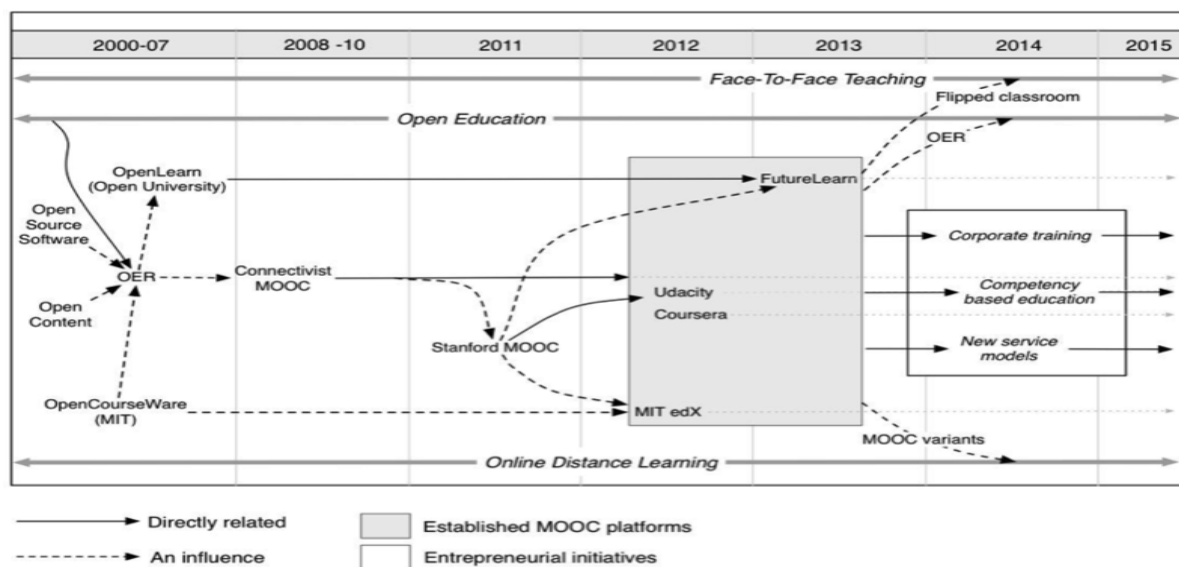 2000-07
2008 -10
2011
2012
2013
2014
2015
Face-To-Face Teaching
Flipped classroom
Open Education
OER
OpenLearn
(Open University)
FutureLearn
Open
Source
Software
Corporate training
OER
Connectivist
MOOC
Udacity
Coursera
Competency
based education
Open
Content
Stanford MOOC
New service
models
OpenCourseWare
(MIT)
MIT edX
MOOC variants
Online Distance Learning
Directly related
Established MOOC platforms
An influence
Entrepreneurial initiatives